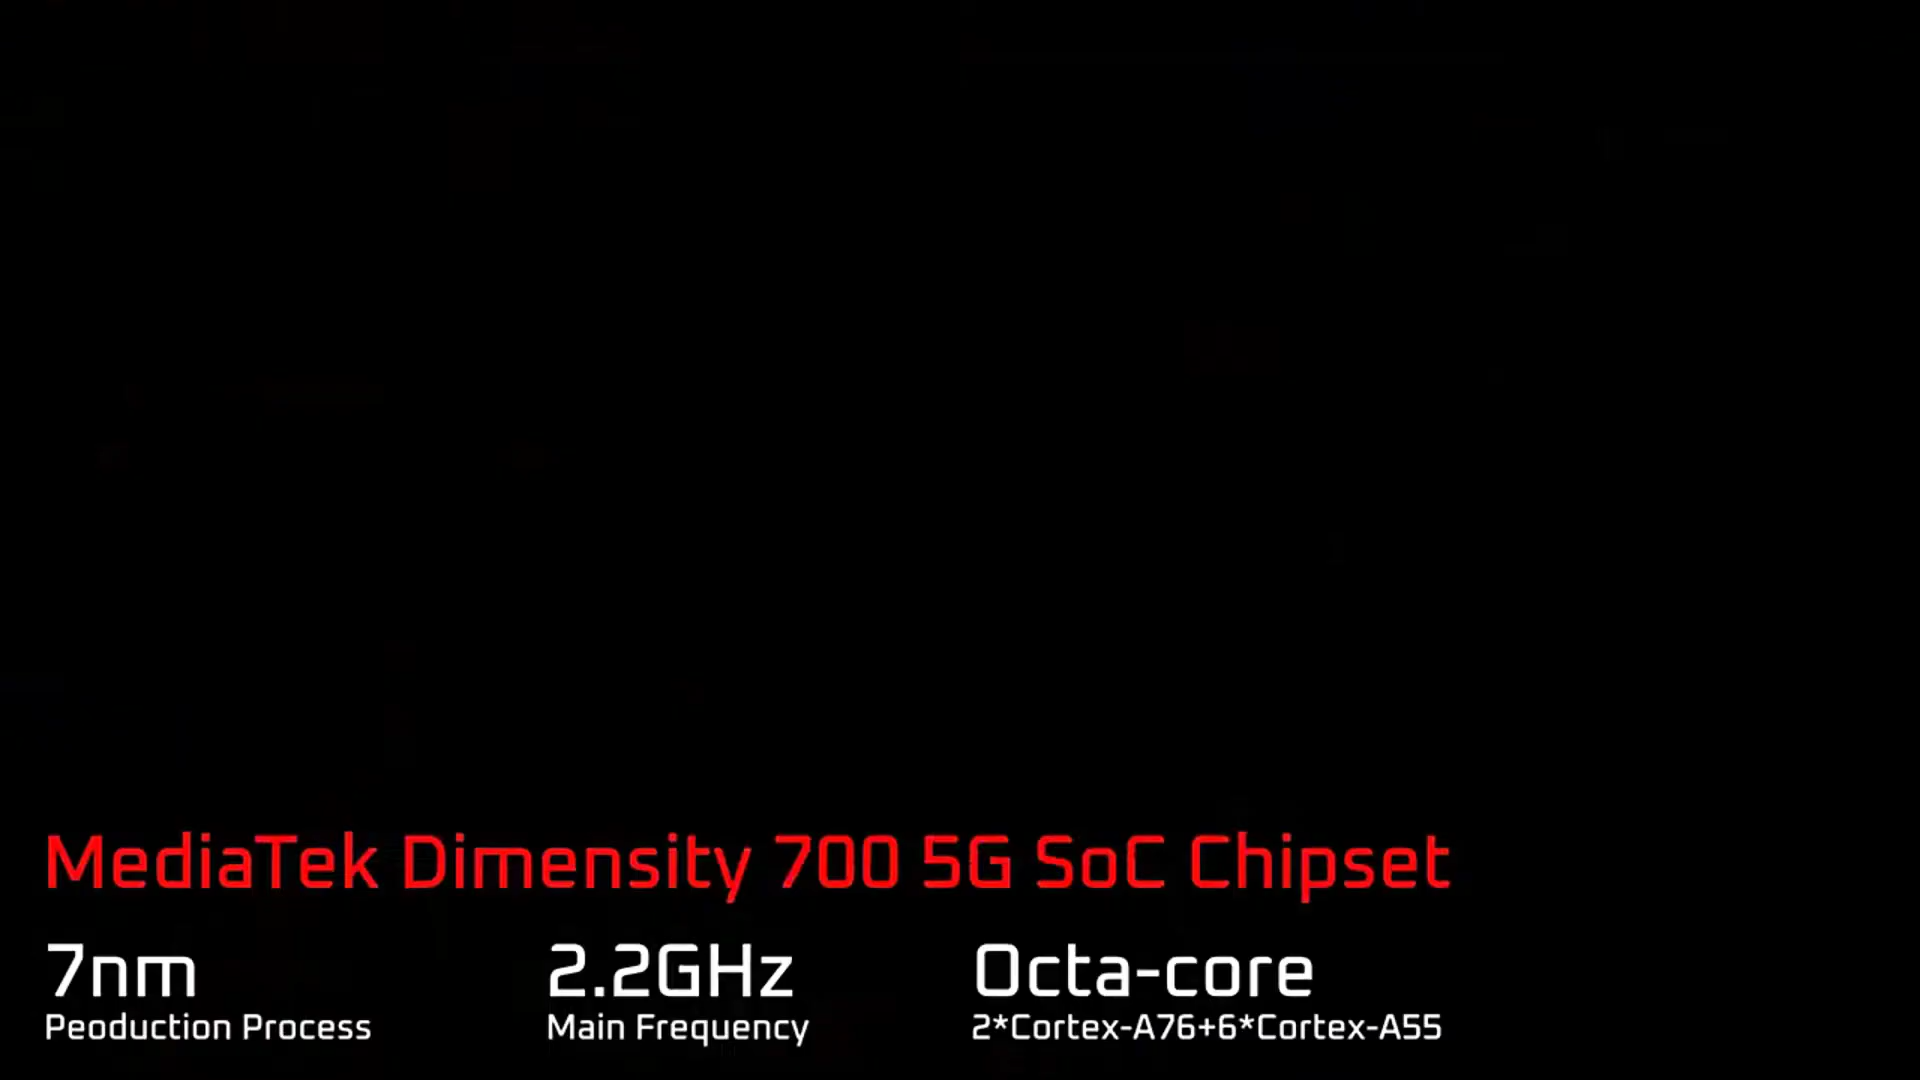 MediaTek Dimensity 700 5G SoC Chipset
7nm
Peoduction Process
2.2GHz
Main Frequency
Octa-core
2*Cortex-A76+6*Cortex-A55